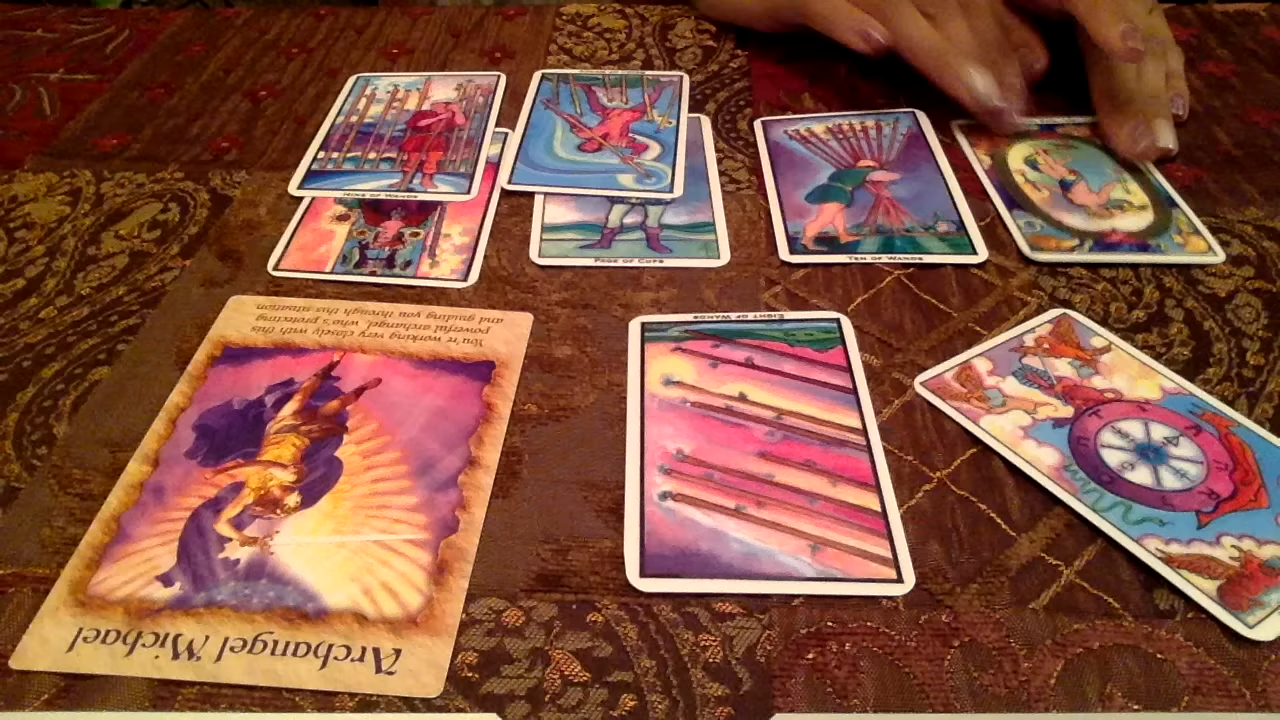 NINE OF WANDS
PAGE OF CUPS
TEN OF WANDS
You're working very closely with this
powerful archangel, who's protecting
and guiding you through this situation
EIGHT OF WANDS
Archangel Michael